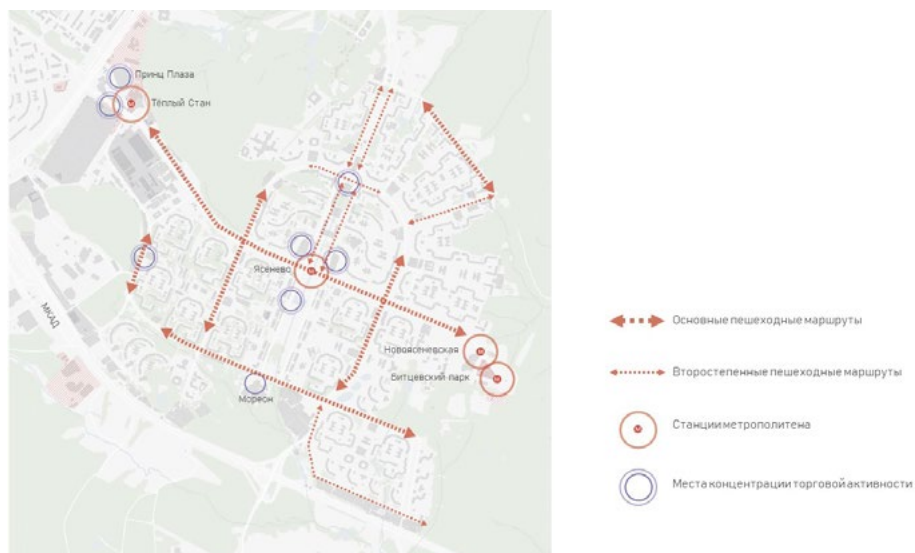 Принц Плаза
Тёплый Стан
Ясенево
МКАД
Новоясеневская
Битцевский парк
Мореон
Основные пешеходные маршруты
Второстепенные пешеходные маршруты
Станции метрополитена
Места концентрации торговой активности